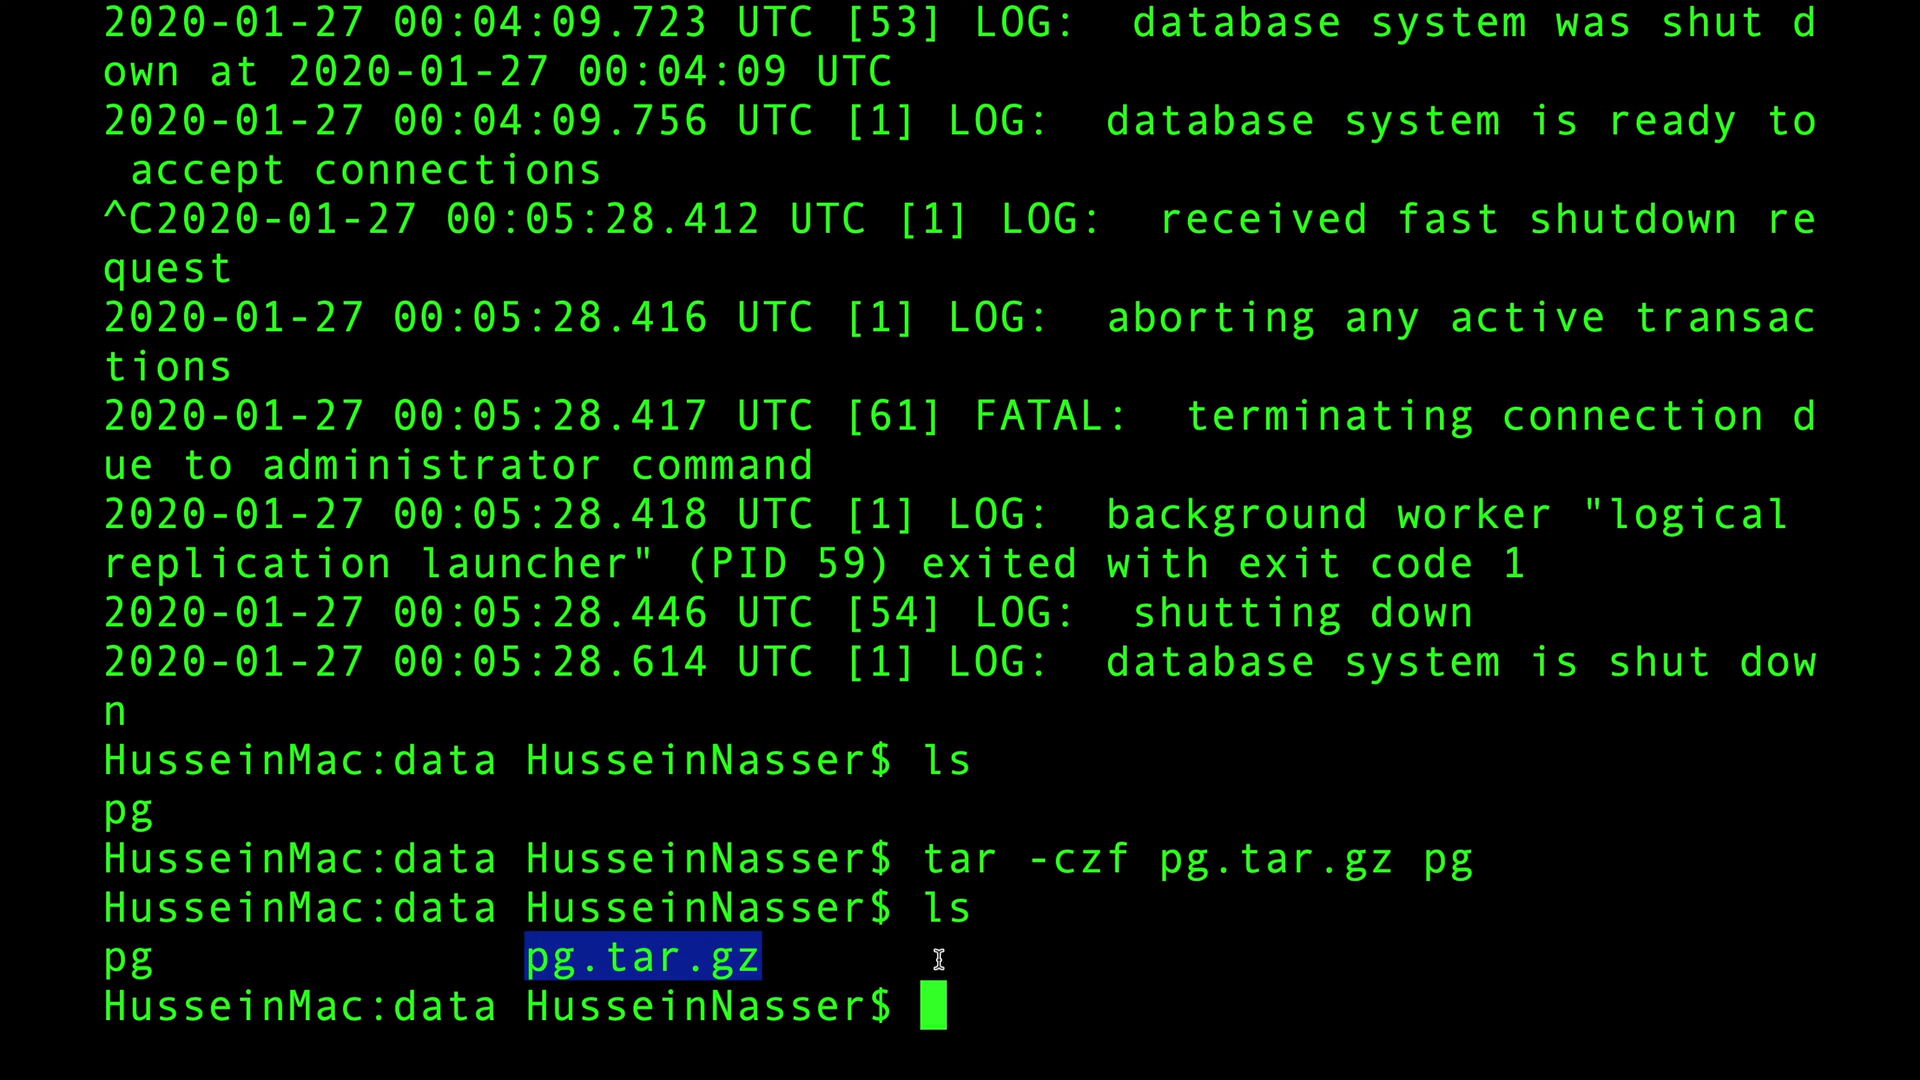 2020-01-27 00:04:09.723 UTC [53] LOG:  database system was shut d
own at 2020-01-27 00:04:09 UTC
2020-01-27 00:04:09.756 UTC [1] LOG:  database system is ready to
 accept connections
^C2020-01-27 00:05:28.412 UTC [1] LOG:  received fast shutdown re
quest
2020-01-27 00:05:28.416 UTC [1] LOG:  aborting any active transac
tions
2020-01-27 00:05:28.417 UTC [61] FATAL:  terminating connection d
ue to administrator command
2020-01-27 00:05:28.418 UTC [1] LOG:  background worker "logical
replication launcher" (PID 59) exited with exit code 1
2020-01-27 00:05:28.446 UTC [54] LOG:  shutting down
2020-01-27 00:05:28.614 UTC [1] LOG:  database system is shut dow
n
HusseinMac:data HusseinNasser$ ls
pg
HusseinMac:data HusseinNasser$ tar -czf pg.tar.gz pg
HusseinMac:data HusseinNasser$ ls
pg              pg.tar.gz
HusseinMac:data HusseinNasser$